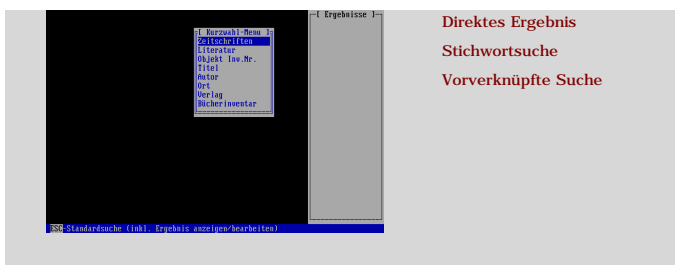 [ Ergebnisse ]
[ Kurzwahl-Menu ]
Zeitschriften
Literatur
Objekt Inv.Nr.
Titel
Autor
Ort
Verlag
Bücherinventar
ESC-Standardsuche (inkl. Ergebnis anzeigen/bearbeiten)
Direktes Ergebnis
Stichwortsuche
Vorverknüpfte Suche